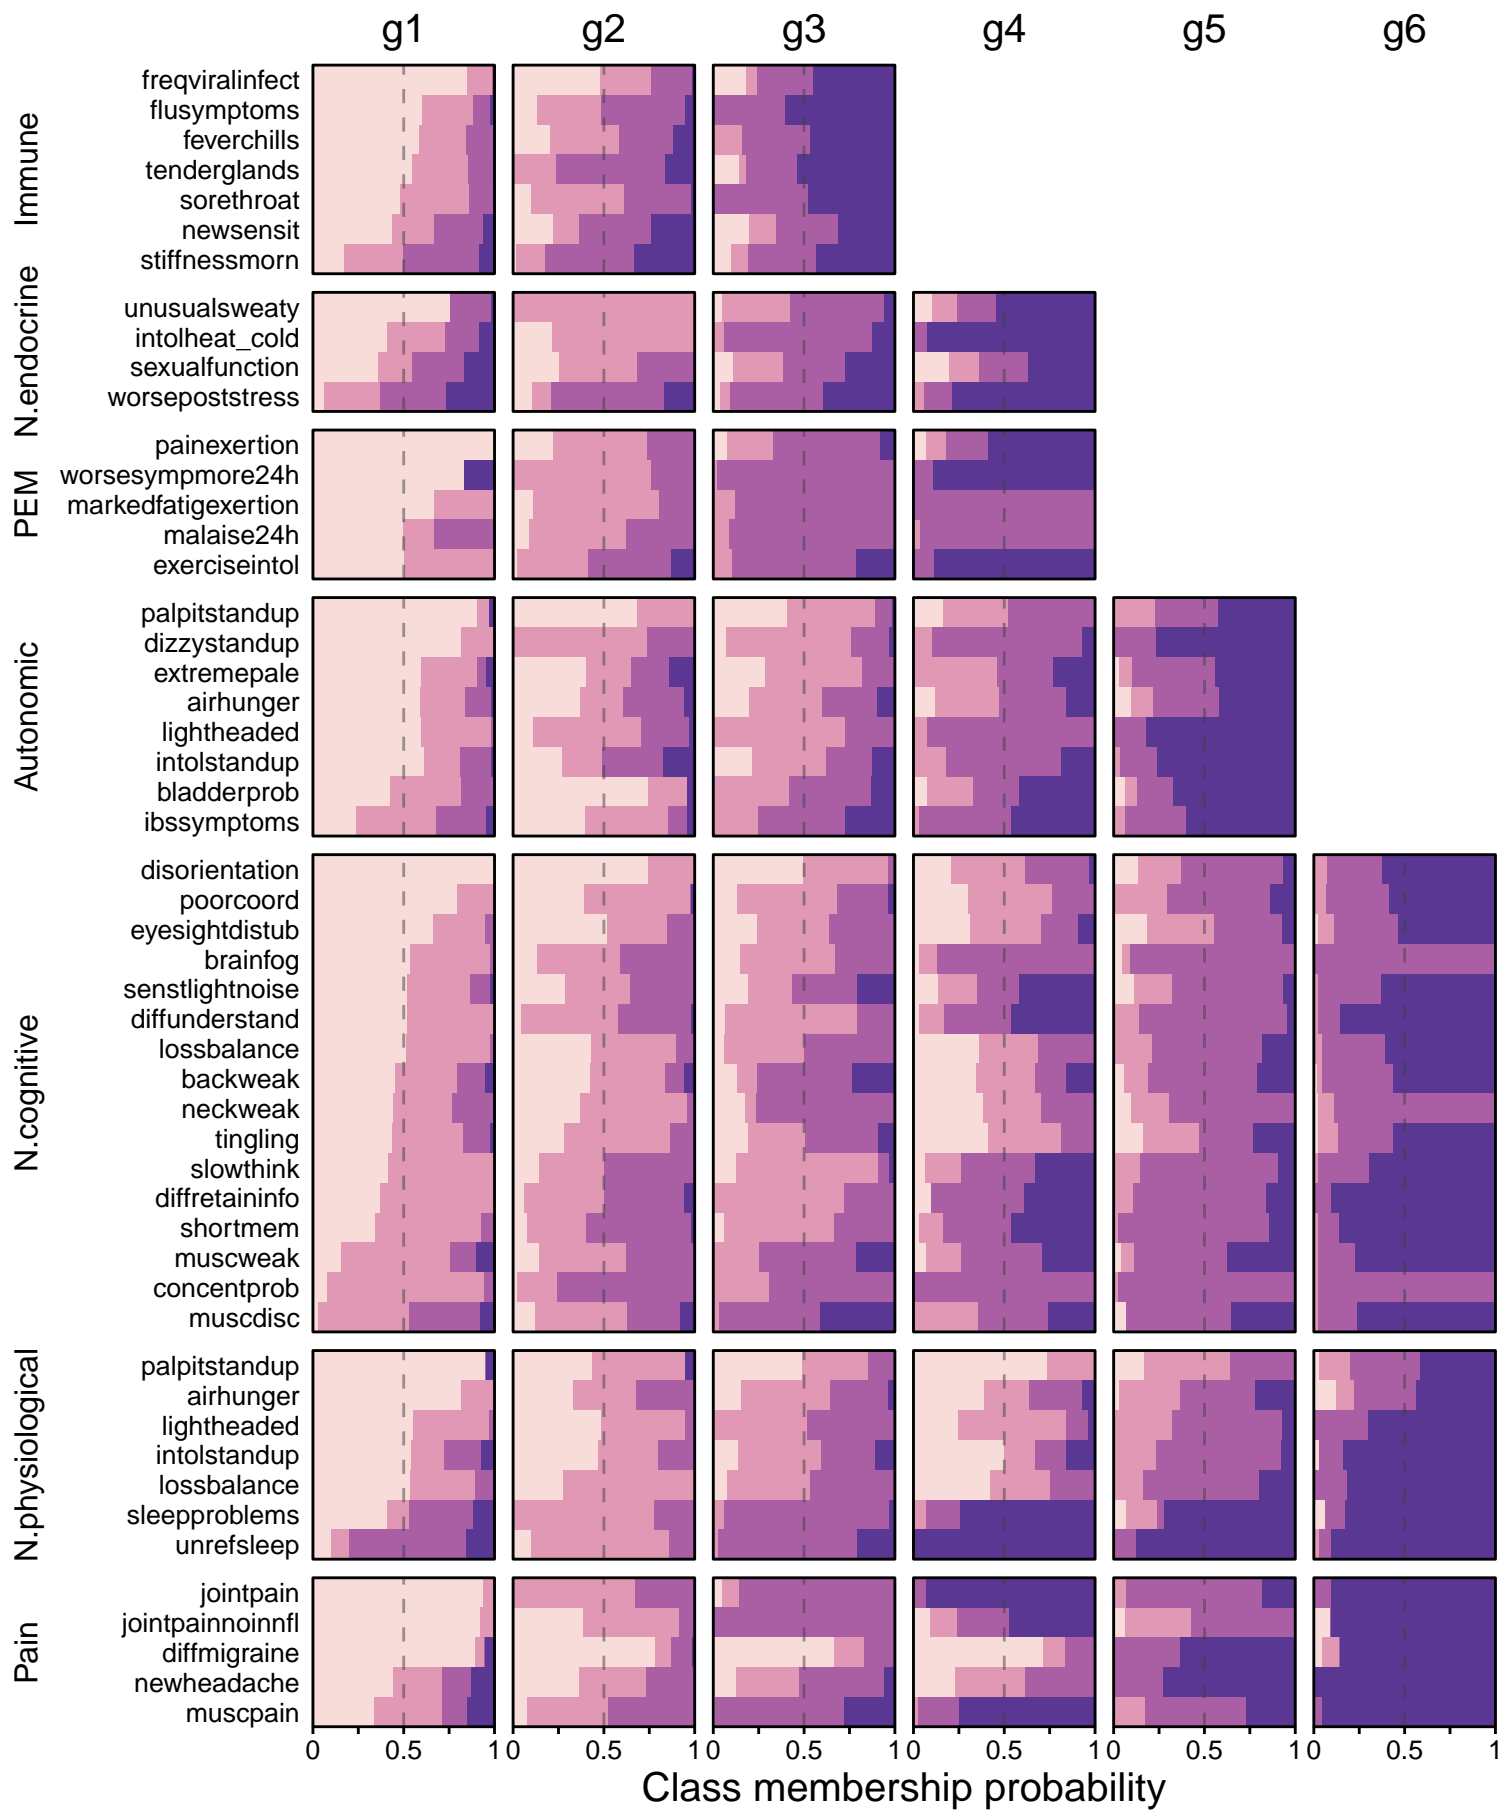 g1 g2 g3 g4 g5 g6
Immune
freqviralinfect
flusymptoms
feverchills
tenderglands
sorethroat
newsensit
stiffnessmorn
N.endocrine
unusualsweaty
intolheat_cold
sexualfunction
worsepoststress
PEM
painexertion
worsesympmore24h
markedfatigexertion
malaise24h
exerciseintol
Autonomic
palpitstandup
dizzystandup
extremepale
airhunger
lightheaded
intolstandup
bladderprob
ibssymptoms
N.cognitive
disorientation
poorcoord
eyesightdistub
brainfog
senstlightnoise
diffunderstand
lossbalance
backweak
neckweak
tingling
slowthink
diffretaininfo
shortmem
muscweak
concentprob
muscdisc
N.physiological
palpitstandup
airhunger
lightheaded
intolstandup
lossbalance
sleepproblems
unrefsleep
Pain
jointpain
jointpainnoinnfl
diffmigraine
newheadache
muscpain
0 0.5 1 0 0.5 1 0 0.5 1 0 0.5 1 0 0.5 1 0 0.5 1
Class membership probability